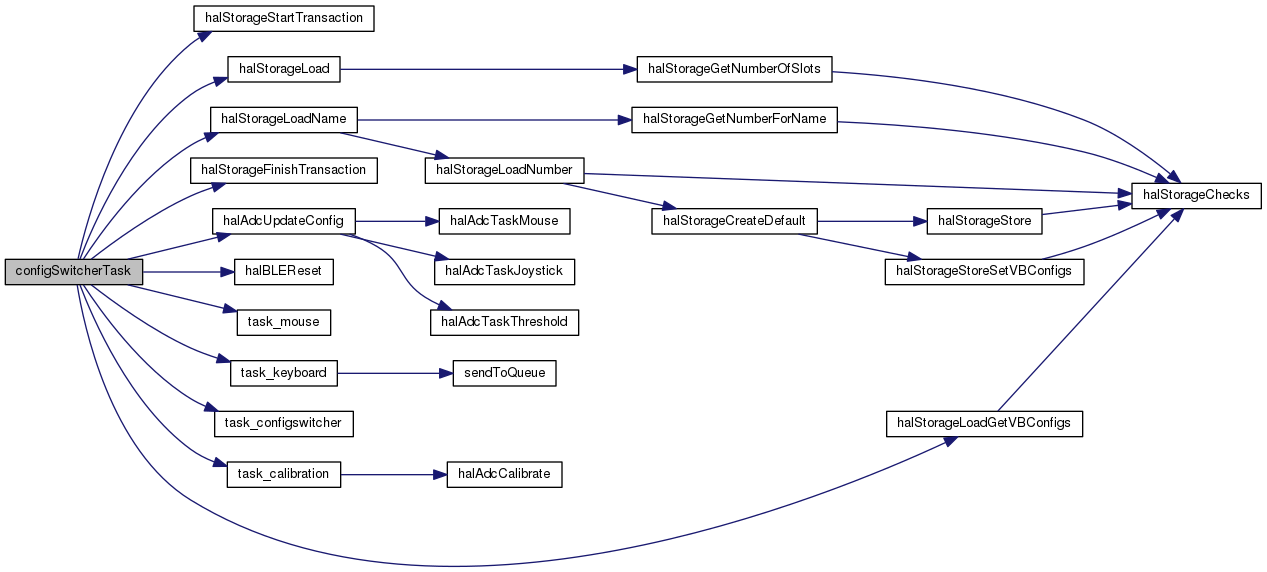 halStorageStartTransaction
halStorageLoad
halStorageGetNumberOfSlots
halStorageLoadName
halStorageGetNumberForName
halStorageFinishTransaction
halStorageLoadNumber
halStorageChecks
halAdcUpdateConfig
halAdcTaskMouse
halStorageCreateDefault
halStorageStore
configSwitcherTask
halBLEReset
halAdcTaskJoystick
halStorageStoreSetVBConfigs
task_mouse
halAdcTaskThreshold
task_keyboard
sendToQueue
task_configswitcher
halStorageLoadGetVBConfigs
task_calibration
halAdcCalibrate